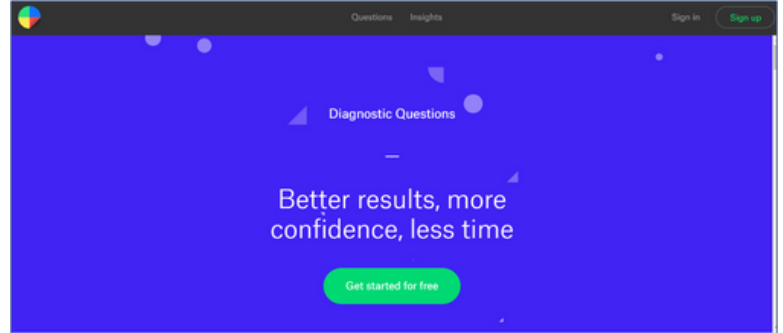 Questions Insights Sign in Sign up
Diagnostic Questions
Better results, more
confidence, less time
Get started for free